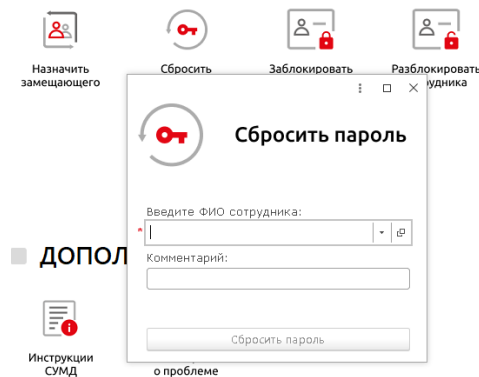 Назначить
замещающего
Сбросить
Заблокировать
Разблокировать
удника
Сбросить пароль
Введите ФИО сотрудника:
*
Комментарий:
Сбросить пароль
ДОПОЛ
Инструкции
СУМД
о проблеме